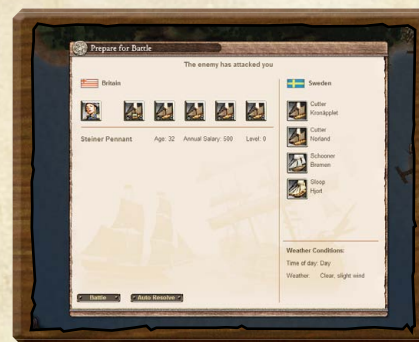 Prepare for Battle
The enemy has attacked you
Britain
Steiner Pennant Age: 32 Annual Salary: 500 Level: 0
Sweden
Cutter
Kronäpplet
Cutter
Norland
Schooner
Bremen
Sloop
Hjort
Weather Conditions:
Time of day: Day
Weather: Clear, slight wind
Battle
Auto Resolve